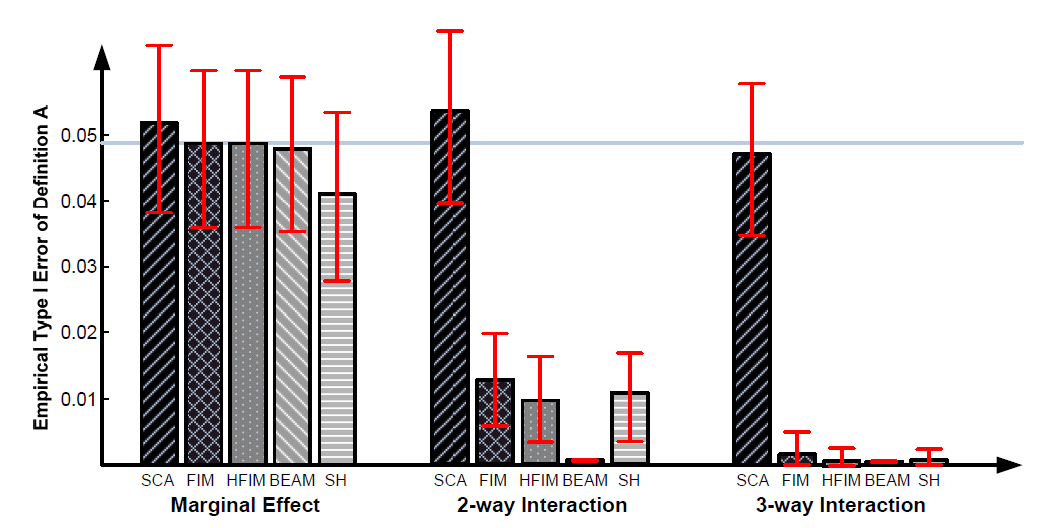 Empirical Type I Error of Definition A
0.05
0.04
0.03
0.02
0.01
SCA FIM HFIM BEAM SH SCA FIM HFIM BEAM SH SCA FIM HFIM BEAM SH
Marginal Effect 2-way Interaction 3-way Interaction